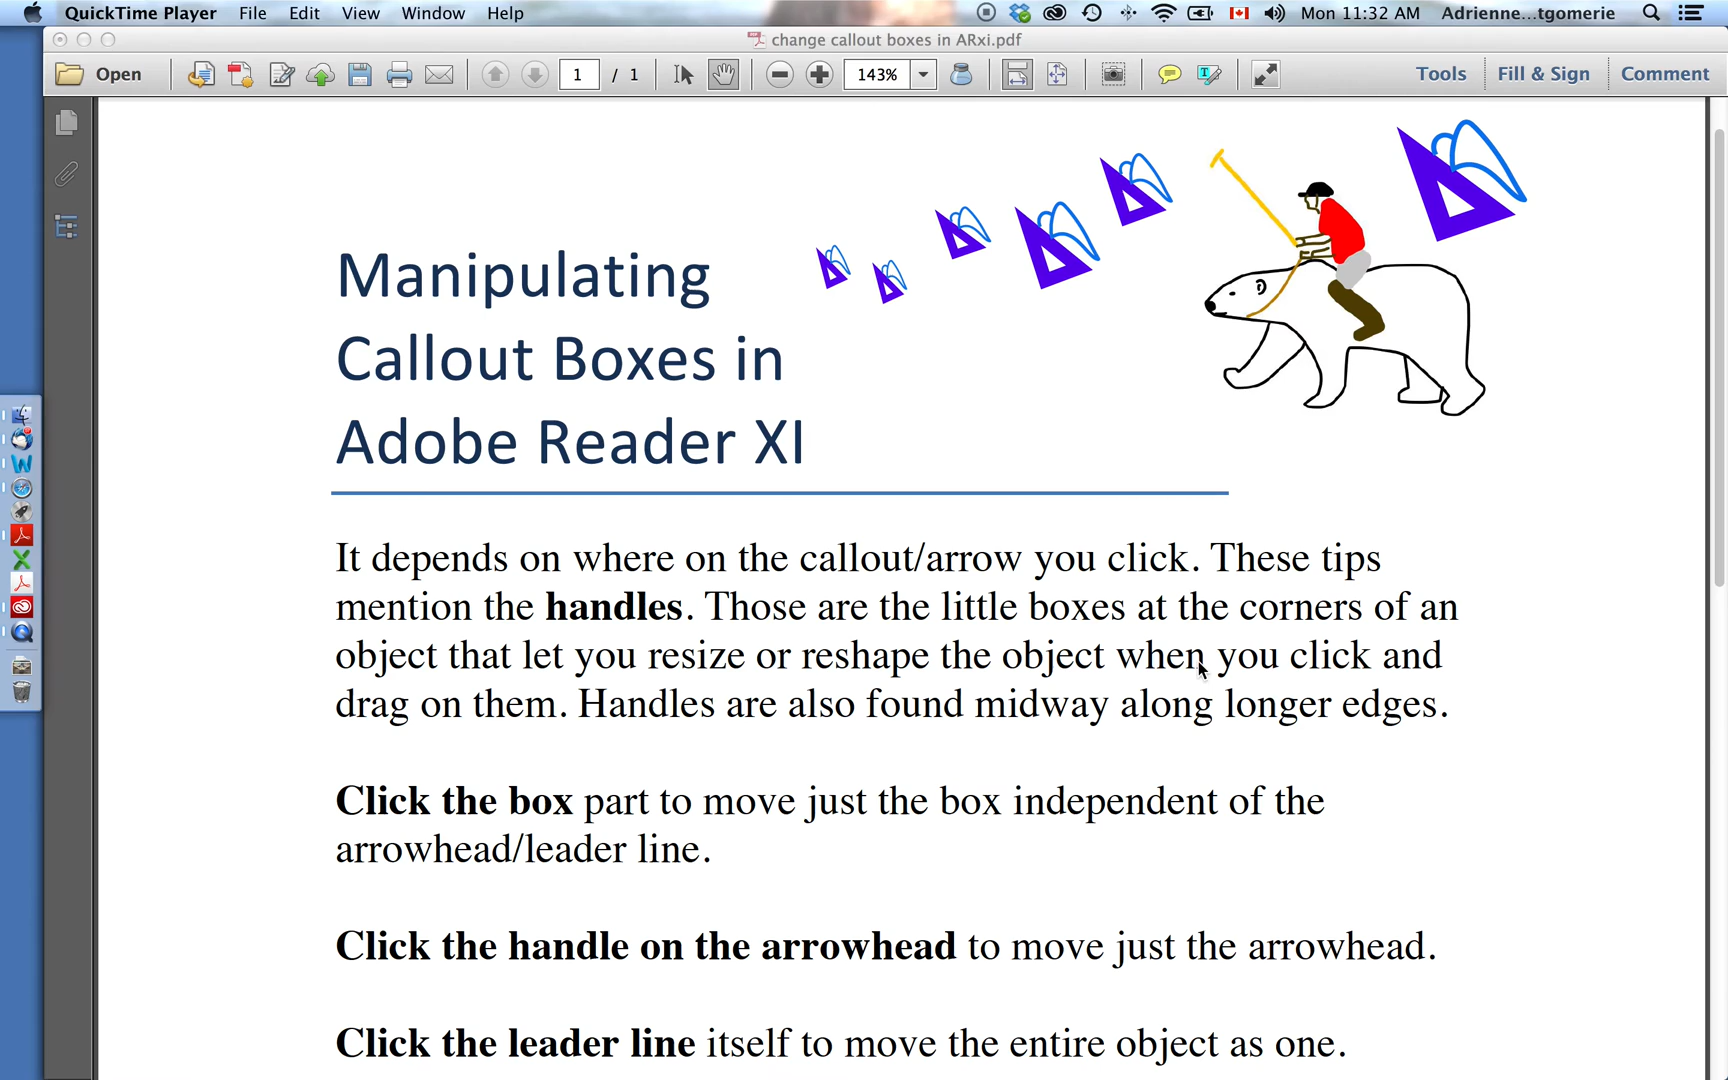 QuickTime Player File Edit View Window Help Mon 11:32 AM Adrienne...tgomerie
change callout boxes in ARxi.pdf
Open 1 / 1 143% Tools Fill & Sign Comment
Manipulating
Callout Boxes in
Adobe Reader XI
It depends on where on the callout/arrow you click. These tips
mention the handles. Those are the little boxes at the corners of an
object that let you resize or reshape the object when you click and
drag on them. Handles are also found midway along longer edges.
Click the box part to move just the box independent of the
arrowhead/leader line.
Click the handle on the arrowhead to move just the arrowhead.
Click the leader line itself to move the entire object as one.